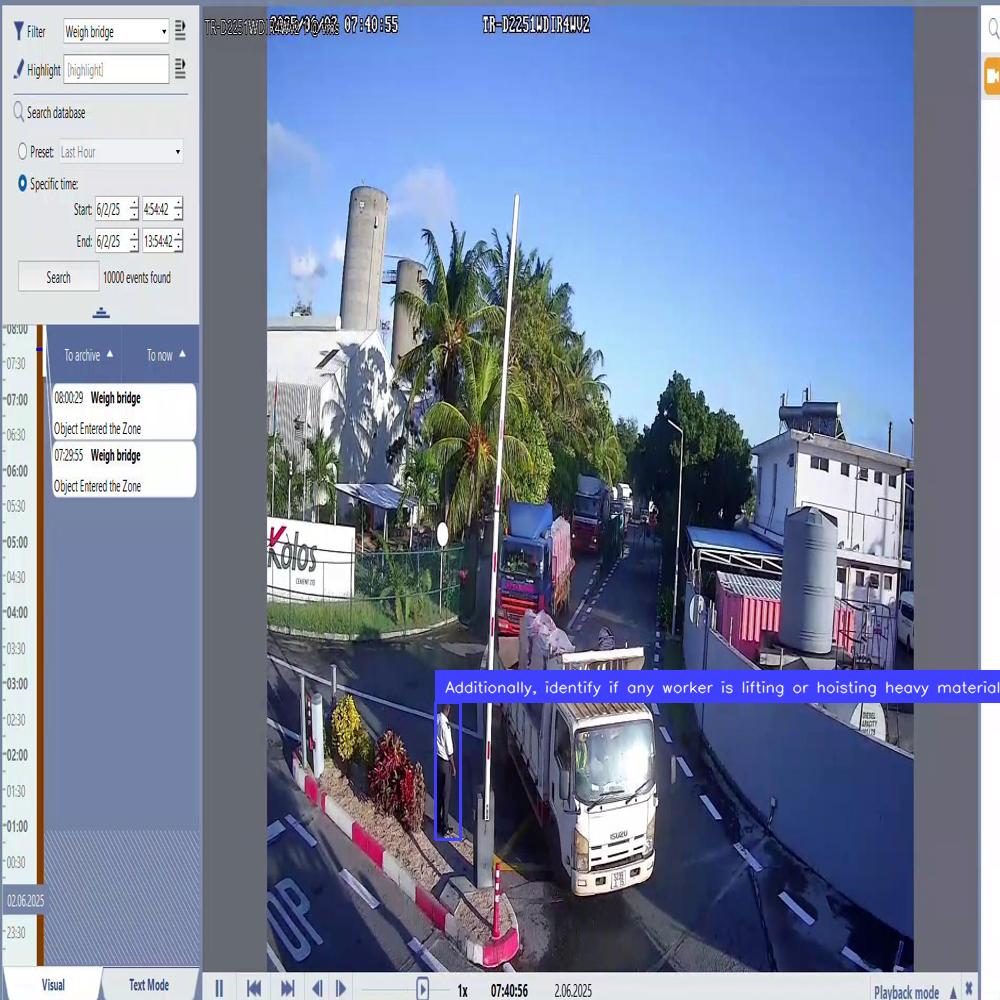 Filter
Weigh bridge
Highlight
[highlight]
Search database
Preset:
Last Hour
Specific time:
Start: 6/2/25 4:54:42
End: 6/2/25 13:54:42
Search
10000 events found
To archive
To now
08:00:29 Weigh bridge
Object Entered the Zone
07:29:55 Weigh bridge
Object Entered the Zone
08:00
07:30
07:00
06:30
06:00
05:30
05:00
04:30
04:00
03:30
03:00
02:30
02:00
01:30
01:00
00:30
02.06.2025
23:30
Visual
Text Mode
07:40:55
TR-D2251WDIR4WV2
Kolos
CEMENT LTD
Additionally, identify if any worker is lifting or hoisting heavy material
DIESEL
ISUZU
OP
1x
07:40:56
2.06.2025
Playback mode